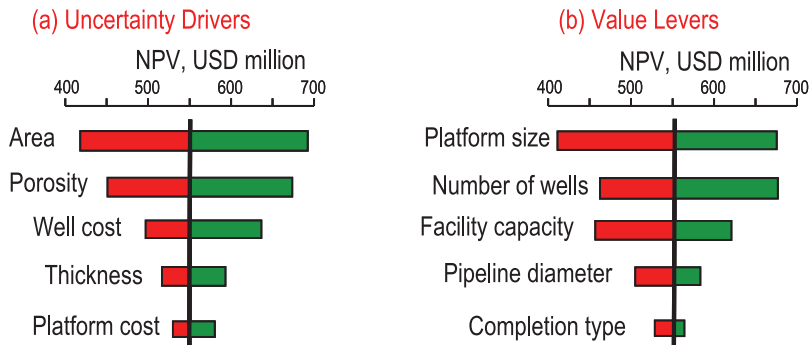 (a) Uncertainty Drivers
NPV, USD million
400 500 600 700
Area
Porosity
Well cost
Thickness
Platform cost
(b) Value Levers
NPV, USD million
400 500 600 700
Platform size
Number of wells
Facility capacity
Pipeline diameter
Completion type